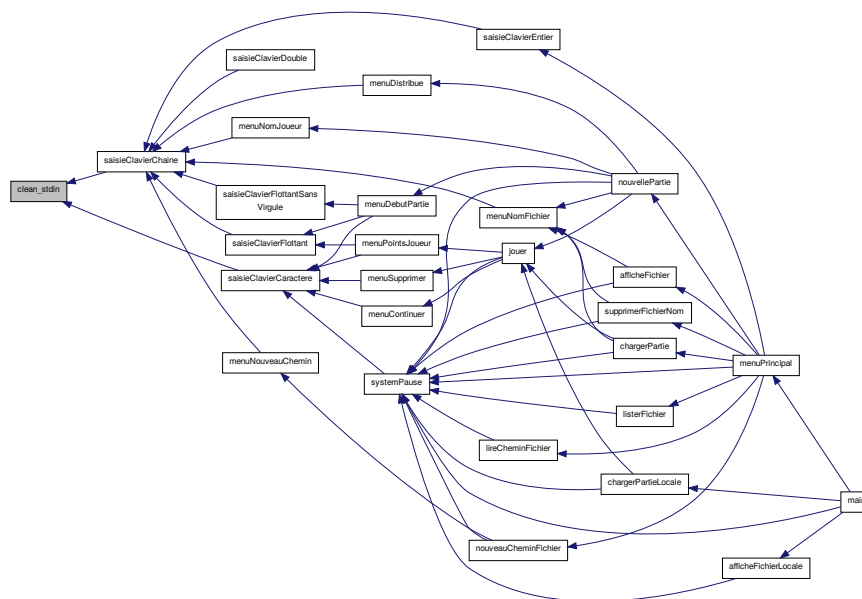 saisieClavierEntier
saisieClavierDouble
menuDistribue
menuNomJoueur
saisieClavierChaine
clean_stdin
saisieClavierFlottantSans
Virgule
nouvellePartie
menuDebutPartie
menuNomFichier
saisieClavierFlottant
menuPointsJoueur
jouer
saisieClavierCaractere
menuSupprimer
afficheFichier
menuContinuer
supprimerFichierNom
chargerPartie
menuNouveauChemin
menuPrincipal
systemPause
listerFichier
lireCheminFichier
chargerPartieLocale
main
nouveauCheminFichier
afficheFichierLocale